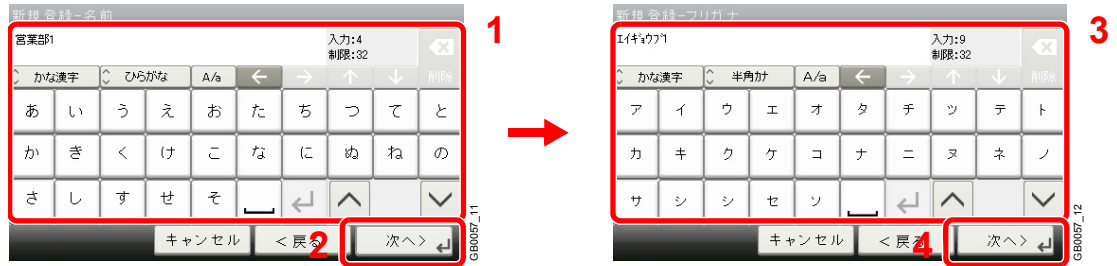 新規登録-名前
1
営業部1
入力:4
制限:32
かな漢字 ひらがな A/a ← → ↑ ↓ 削除
あ い う え お た ち つ て と
か き く け こ な に ぬ ね の
さ し す せ そ
キャンセル <戻る 次へ>
2
GB0057_11
新規登録-フリガナ
3
ｴｲｷﾞｮｳﾌﾞ1
入力:9
制限:32
かな漢字 半角ｶﾅ A/a ← → ↑ ↓ 削除
ア イ ウ エ オ タ チ ツ テ ト
カ キ ク ケ コ ナ ニ ヌ ネ ノ
サ シ シ セ ソ
キャンセル <戻る 次へ>
4
GB0057_12